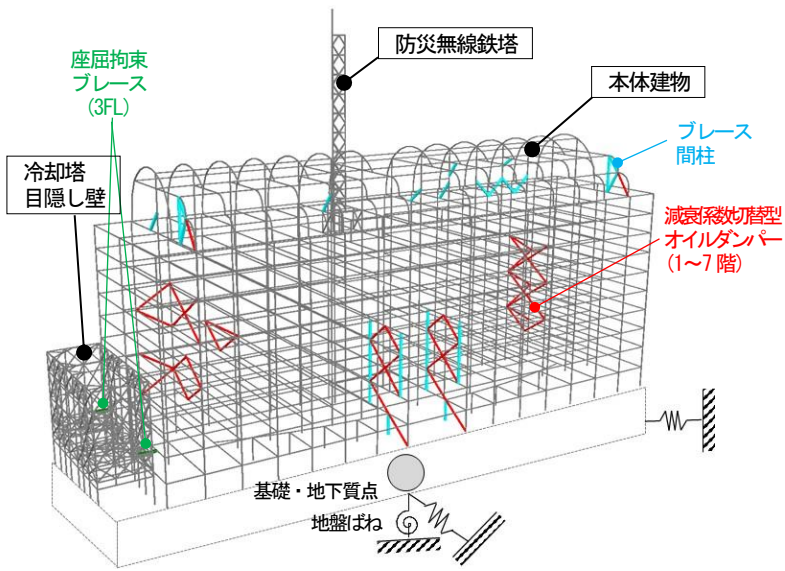 防災無線鉄塔
座屈拘束
ブレース
(3FL)
本体建物
ブレース
間柱
冷却塔
目隠し壁
減衰係数切替型
オイルダンパー
(1～7階)
基礎・地下質点
地盤ばね